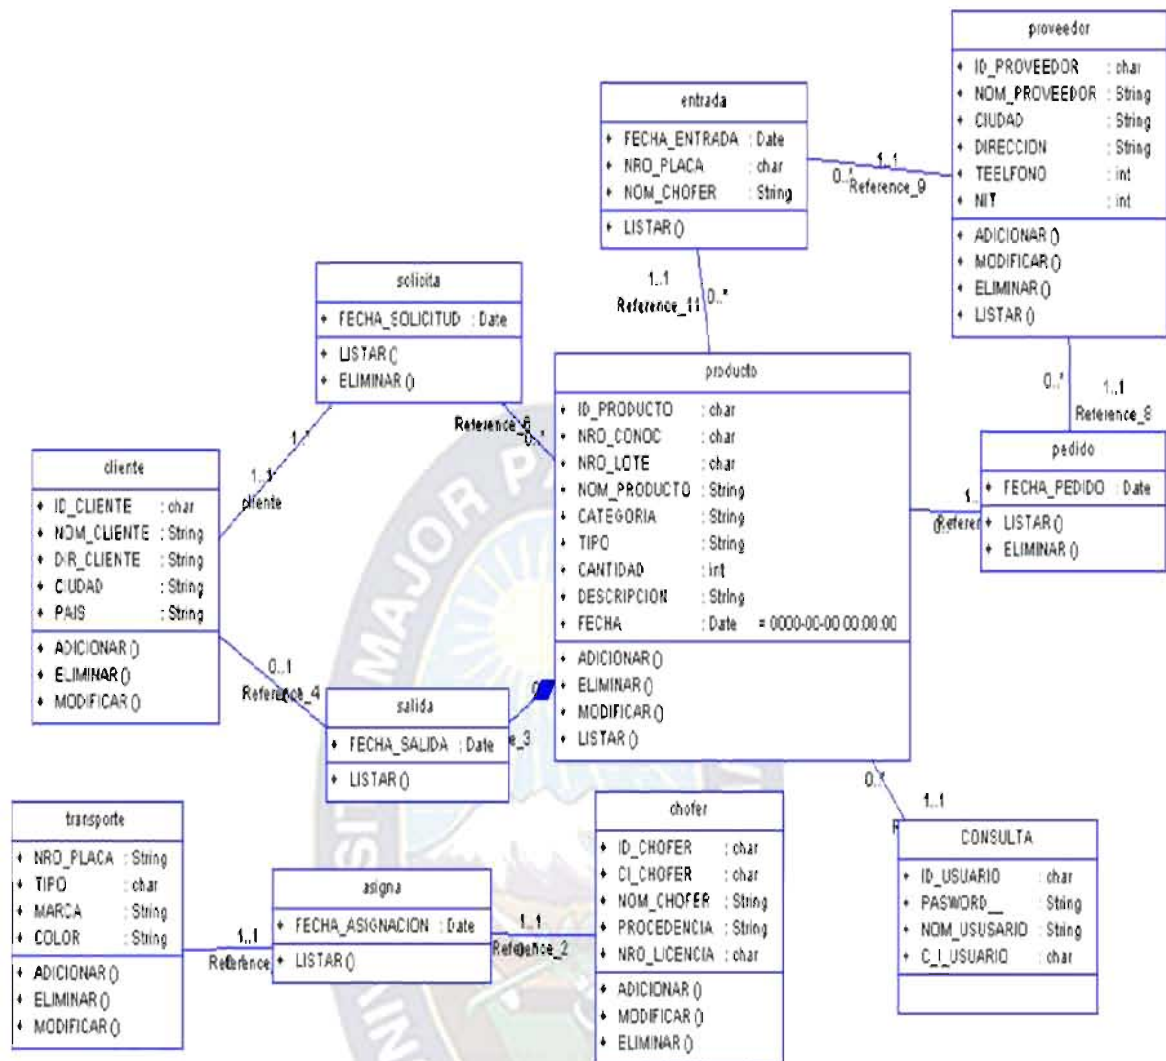 proveedor
+ ID_PROVEEDOR : char
+ NOM_PROVEEDOR : String
+ CIUDAD : String
+ DIRECCION : String
+ TEELFONO : int
+ NIT : int
+ ADICIONAR ()
+ MODIFICAR ()
+ ELIMINAR ()
+ LISTAR ()
entrada
+ FECHA_ENTRADA : Date
+ NRO_PLACA : char
+ NOM_CHOFER : String
+ LISTAR ()
1..1
0..*
Reference_9
solicita
+ FECHA_SOLICITUD : Date
+ LISTAR ()
+ ELIMINAR ()
1..1
0..*
Reference_11
producto
+ ID_PRODUCTO : char
+ NRO_CONOC : char
+ NRO_LOTE : char
+ NOM_PRODUCTO : String
+ CATEGORIA : String
+ TIPO : String
+ CANTIDAD : int
+ DESCRIPCION : String
+ FECHA : Date = 0000-00-00 00:00:00
+ ADICIONAR ()
+ ELIMINAR ()
+ MODIFICAR ()
+ LISTAR ()
0..*
1..1
Reference_8
pedido
+ FECHA_PEDIDO : Date
+ LISTAR ()
+ ELIMINAR ()
Reference_6
0..*
1..*
1..1
cliente
cliente
+ ID_CLIENTE : char
+ NOM_CLIENTE : String
+ DIR_CLIENTE : String
+ CIUDAD : String
+ PAIS : String
+ ADICIONAR ()
+ ELIMINAR ()
+ MODIFICAR ()
0..1
Reference_4
salida
+ FECHA_SALIDA : Date
+ LISTAR ()
e_3
transporte
+ NRO_PLACA : String
+ TIPO : char
+ MARCA : String
+ COLOR : String
+ ADICIONAR ()
+ ELIMINAR ()
+ MODIFICAR ()
1..1
Reference_
asigna
+ FECHA_ASIGNACION : Date
+ LISTAR ()
1..1
Reference_2
chofer
+ ID_CHOFER : char
+ CI_CHOFER : char
+ NOM_CHOFER : String
+ PROCEDENCIA : String
+ NRO_LICENCIA : char
+ ADICIONAR ()
+ MODIFICAR ()
+ ELIMINAR ()
0..*
1..1
CONSULTA
+ ID_USUARIO : char
+ PASWORD__ : String
+ NOM_USUSARIO : String
+ C_I_USUARIO : char
MAJOR